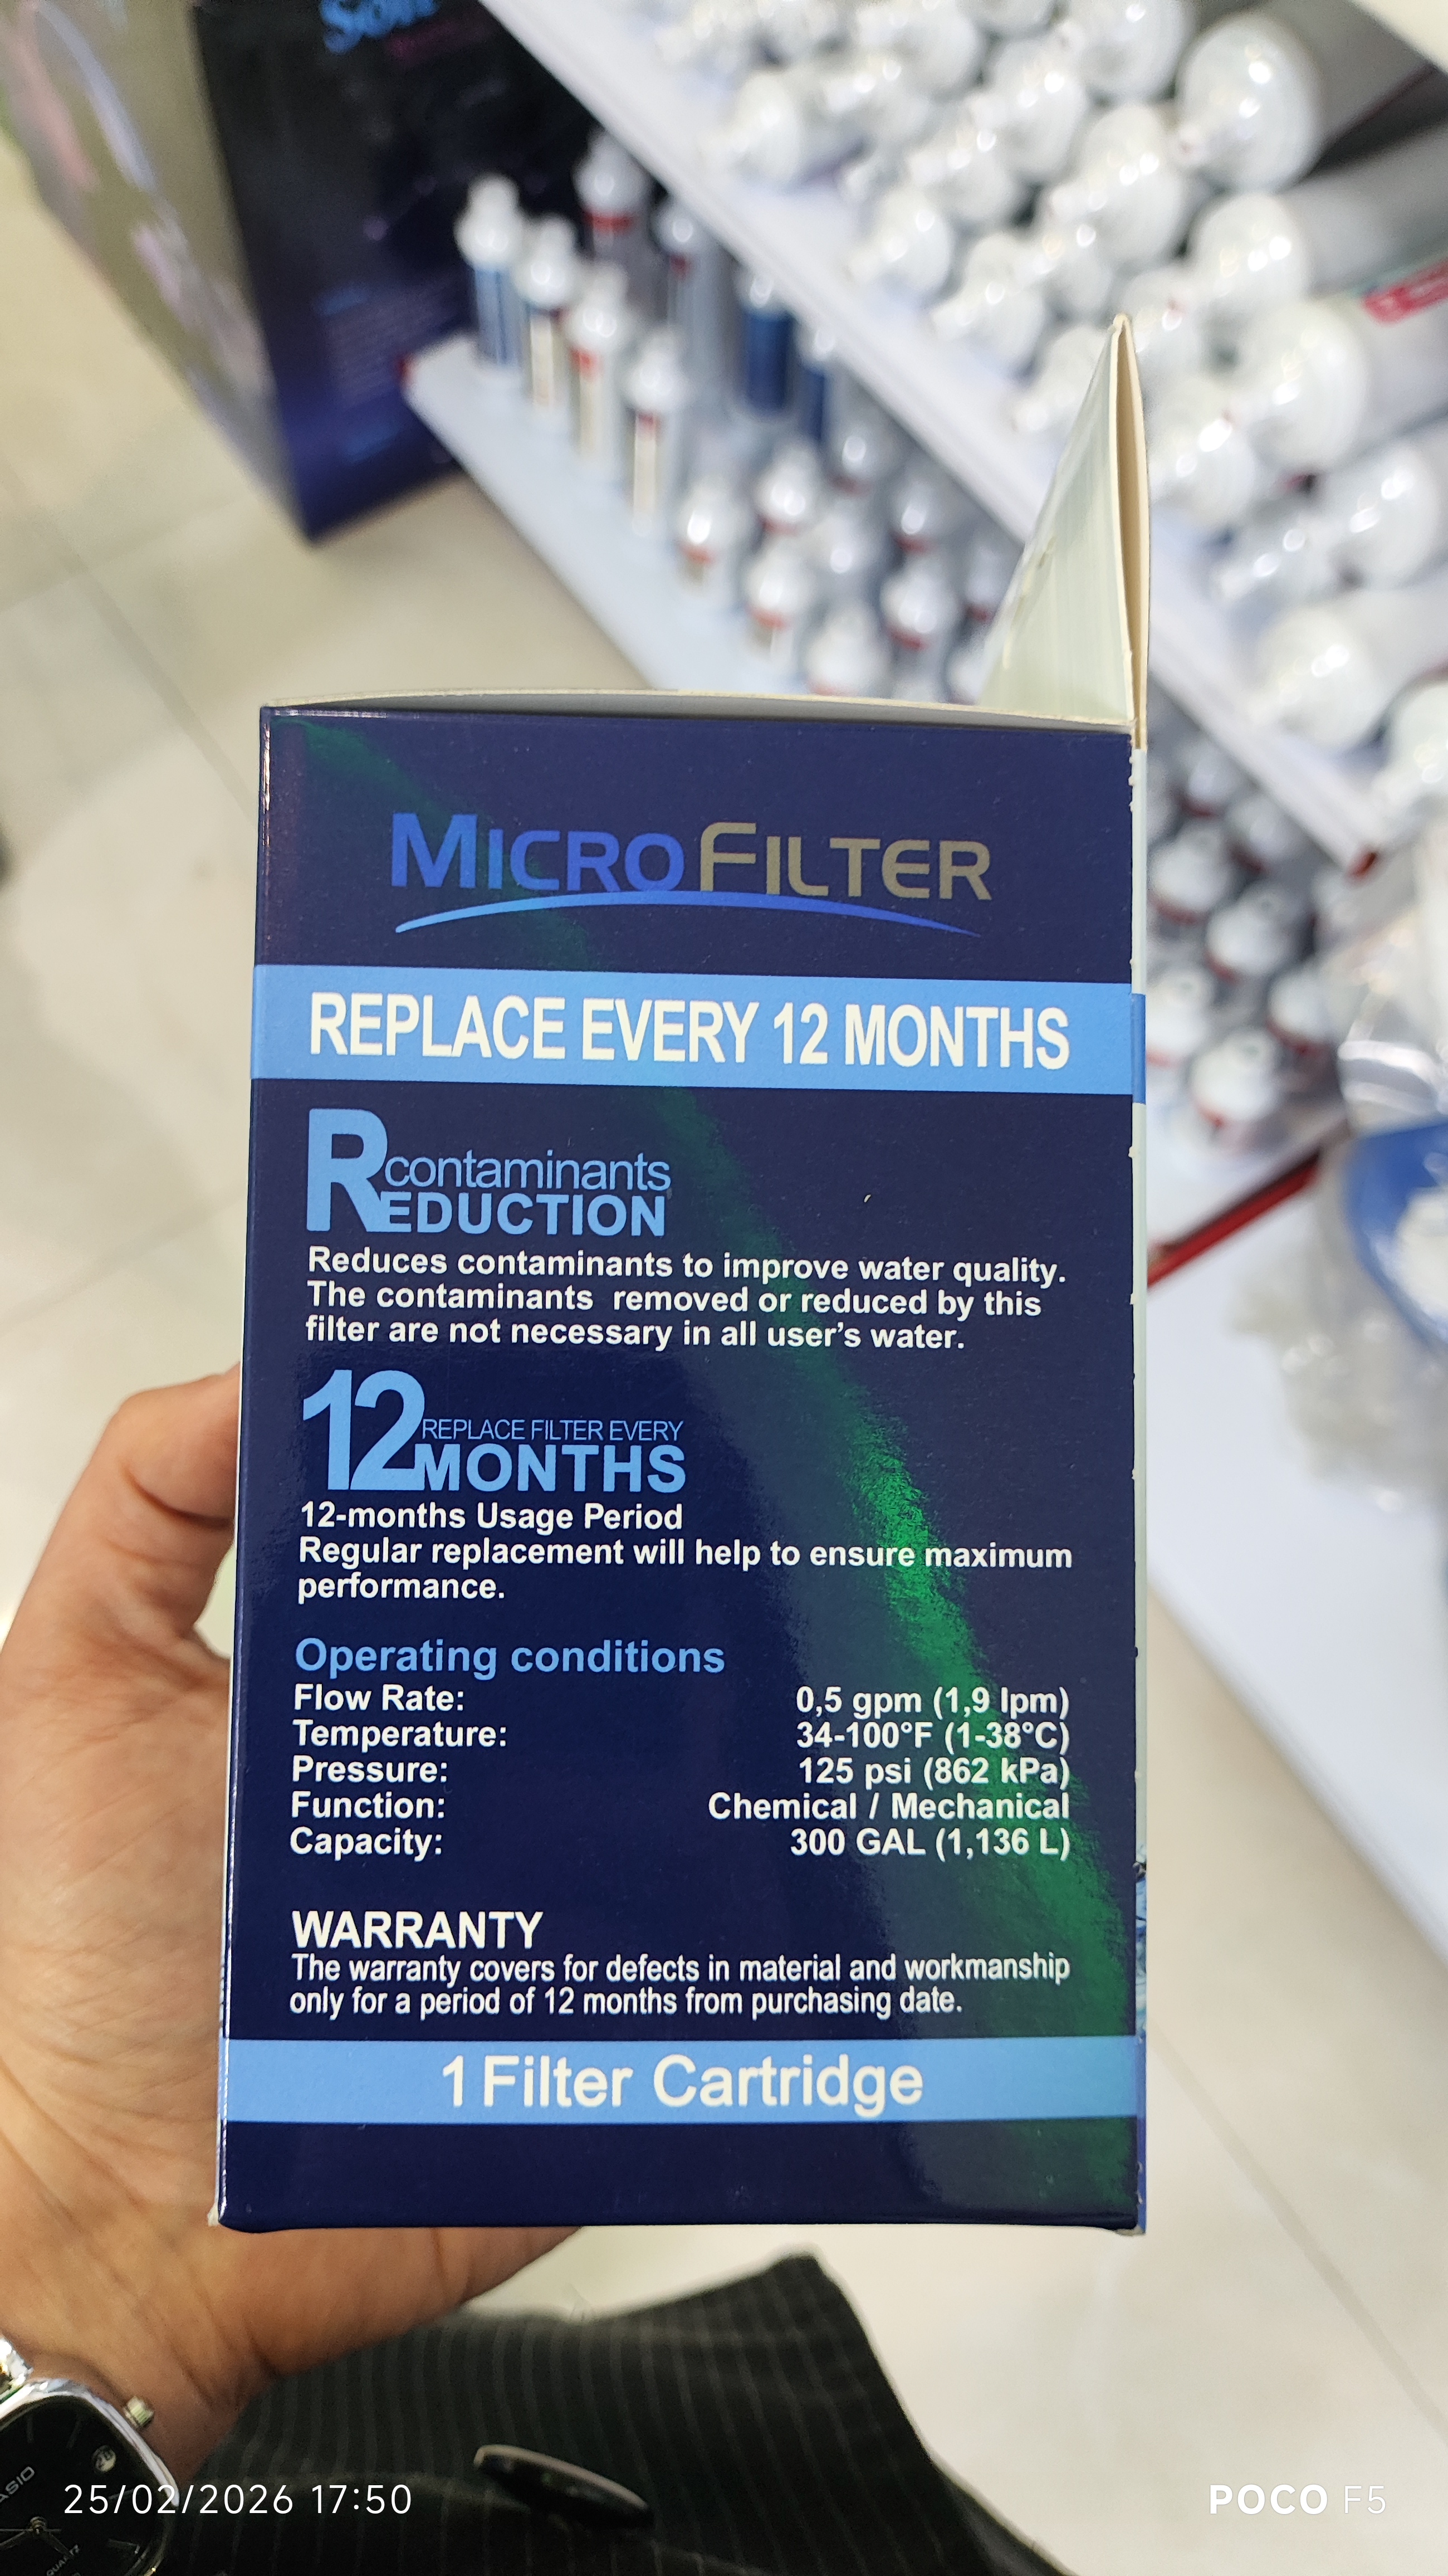 MICRO FILTER
REPLACE EVERY 12 MONTHS
contaminants
REDUCTION
Reduces contaminants to improve water quality.
The contaminants removed or reduced by this
filter are not necessary in all user's water.
12 REPLACE FILTER EVERY
MONTHS
12-months Usage Period
Regular replacement will help to ensure maximum
performance.
Operating conditions
Flow Rate: 0,5 gpm (1,9 lpm)
Temperature: 34-100°F (1-38°C)
Pressure: 125 psi (862 kPa)
Function: Chemical / Mechanical
Capacity: 300 GAL (1,136 L)
WARRANTY
The warranty covers for defects in material and workmanship
only for a period of 12 months from purchasing date.
1 Filter Cartridge
25/02/2026 17:50
POCO F5